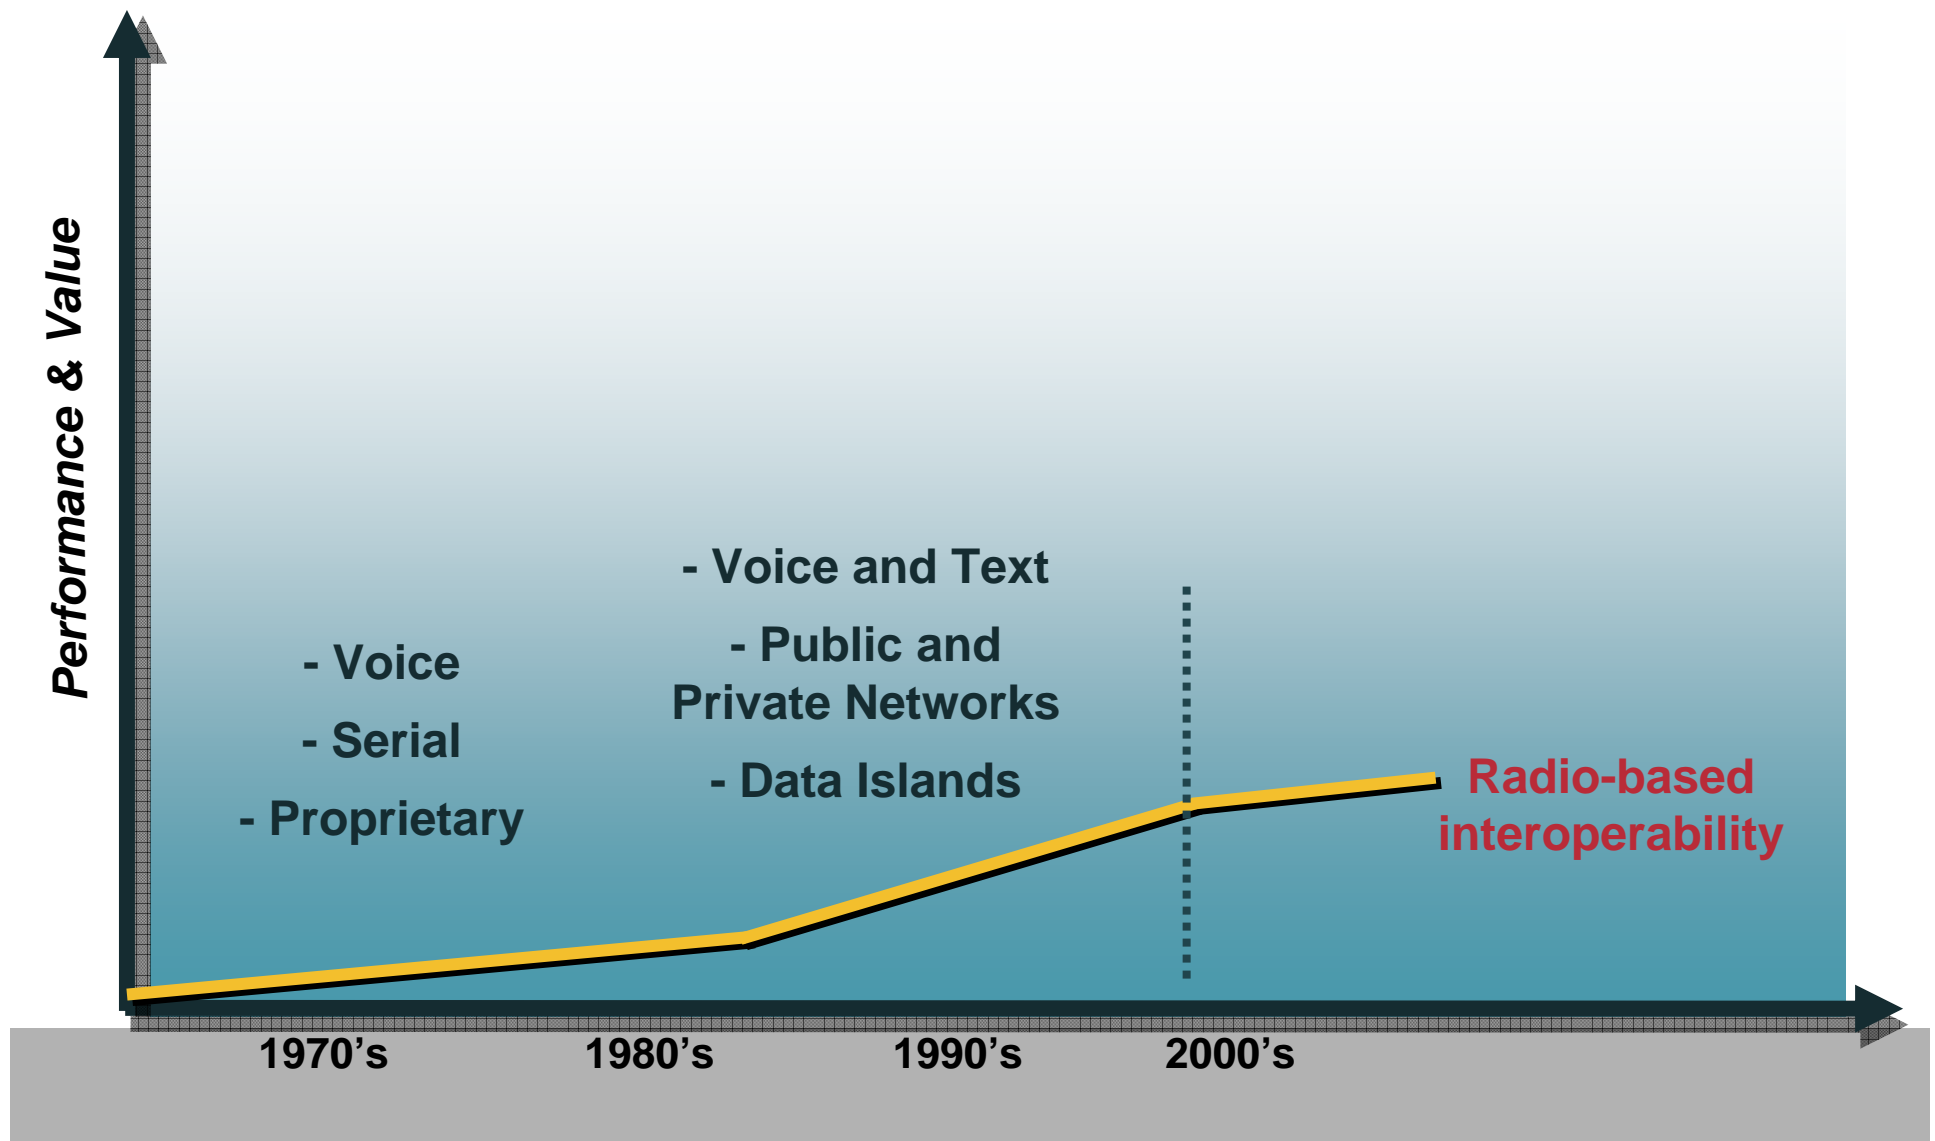 Performance & Value
- Voice
- Serial
- Proprietary
- Voice and Text
- Public and
Private Networks
- Data Islands
Radio-based
interoperability
1970’s
1980’s
1990’s
2000’s